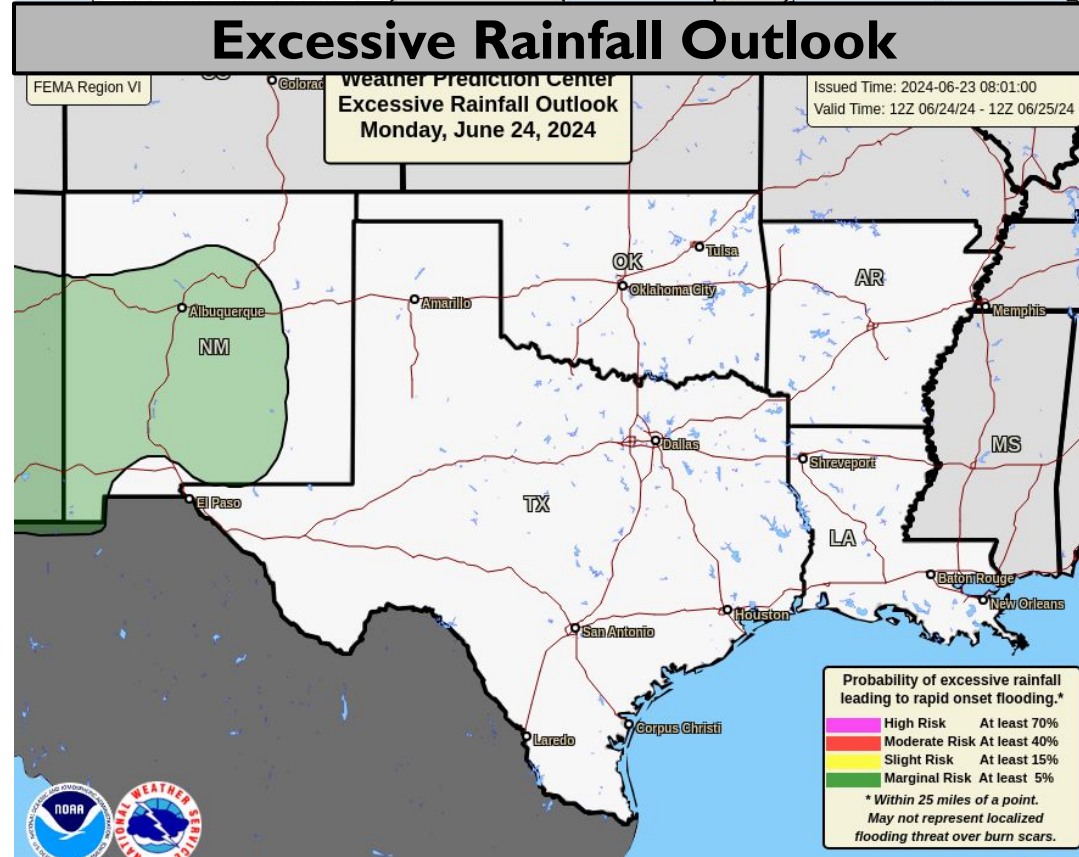 Excessive Rainfall Outlook
FEMA Region VI
Weather Prediction Center
Excessive Rainfall Outlook
Monday, June 24, 2024
Issued Time: 2024-06-23 08:01:00
Valid Time: 12Z 06/24/24 - 12Z 06/25/24
Tulsa
OK
Oklahoma City
AR
Memphis
Albuquerque
Amarillo
NM
Dallas
MS
Shreveport
El Paso
TX
LA
Baton Rouge
New Orleans
Houston
San Antonio
Corpus Christi
Laredo
Probability of excessive rainfall
leading to rapid onset flooding.*
High Risk At least 70%
Moderate Risk At least 40%
Slight Risk At least 15%
Marginal Risk At least 5%
* Within 25 miles of a point.
May not represent localized
flooding threat over burn scars.
NOAA
NATIONAL WEATHER SERVICE